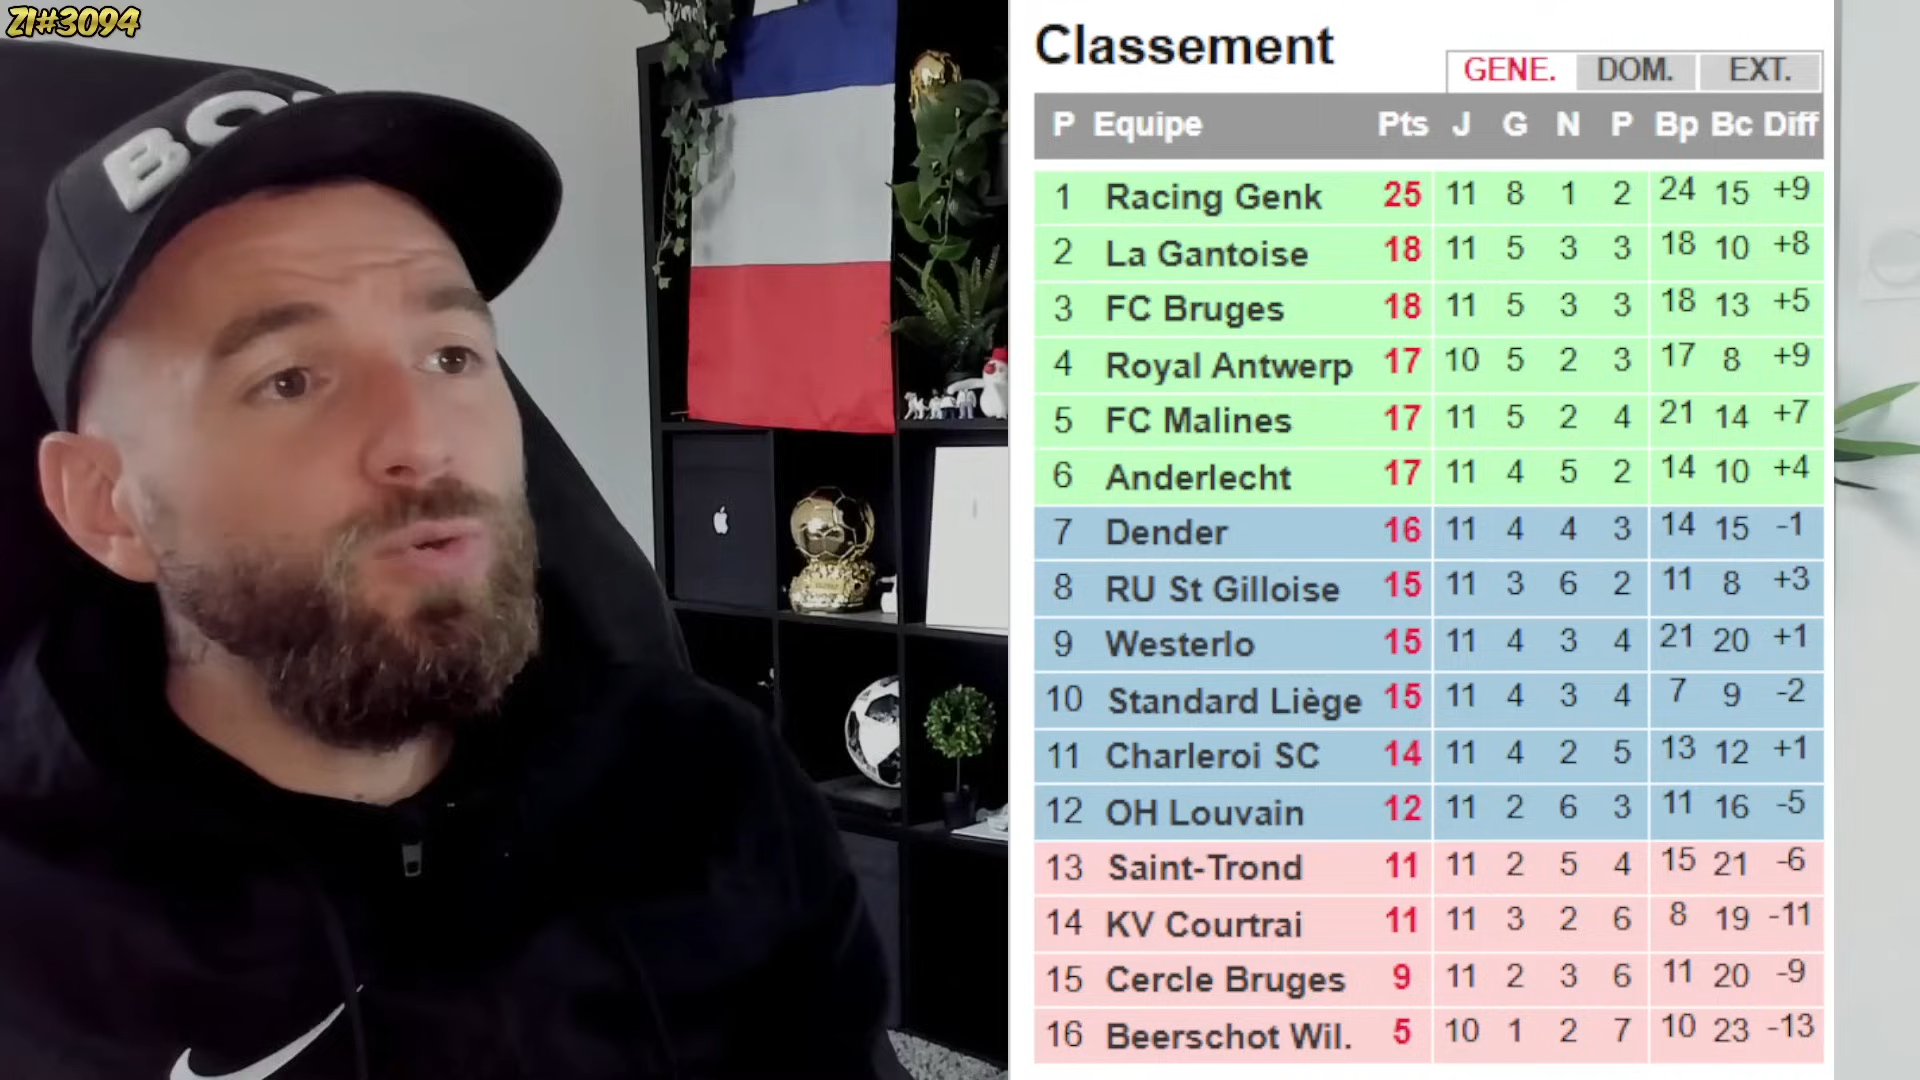 ZI#3094
Classement
GENE. DOM. EXT.
P Equipe Pts J G N P Bp Bc Diff
1 Racing Genk 25 11 8 1 2 24 15 +9
2 La Gantoise 18 11 5 3 3 18 10 +8
3 FC Bruges 18 11 5 3 3 18 13 +5
4 Royal Antwerp 17 10 5 2 3 17 8 +9
5 FC Malines 17 11 5 2 4 21 14 +7
6 Anderlecht 17 11 4 5 2 14 10 +4
7 Dender 16 11 4 4 3 14 15 -1
8 RU St Gilloise 15 11 3 6 2 11 8 +3
9 Westerlo 15 11 4 3 4 21 20 +1
10 Standard Liège 15 11 4 3 4 7 9 -2
11 Charleroi SC 14 11 4 2 5 13 12 +1
12 OH Louvain 12 11 2 6 3 11 16 -5
13 Saint-Trond 11 11 2 5 4 15 21 -6
14 KV Courtrai 11 11 3 2 6 8 19 -11
15 Cercle Bruges 9 11 2 3 6 11 20 -9
16 Beerschot Wil. 5 10 1 2 7 10 23 -13